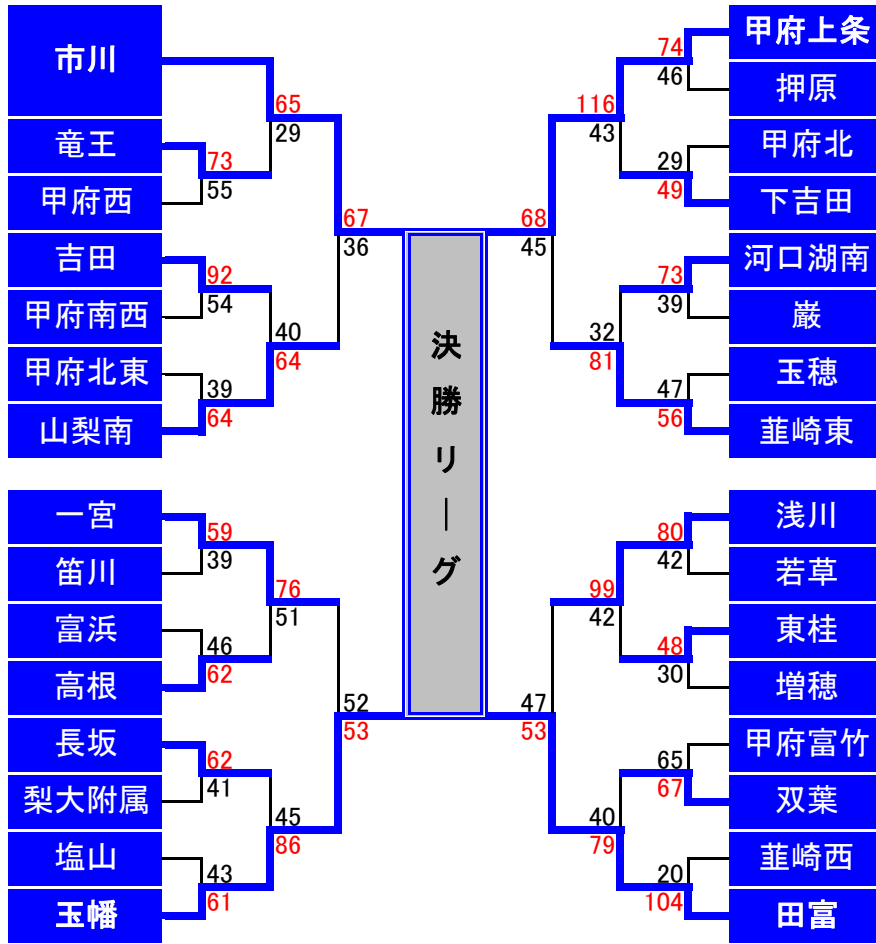 市川
竜王
甲府西
吉田
甲府南西
甲府北東
山梨南
65
29
73
55
92
54
40
64
39
64
67
36
一宮
笛川
富浜
高根
長坂
梨大附属
塩山
玉幡
59
39
76
51
46
62
62
41
45
86
43
61
52
53
決勝リーグ
甲府上条
押原
甲府北
下吉田
河口湖南
巌
玉穂
韮崎東
74
46
116
43
29
49
68
45
73
39
32
81
47
56
浅川
若草
東桂
増穂
甲府富竹
双葉
韮崎西
田富
80
42
99
42
48
30
47
53
65
67
40
79
20
104